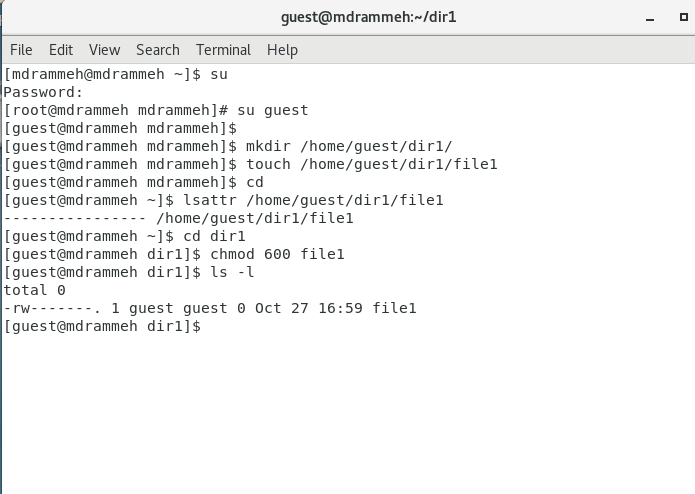 guest@mdrammeh:~/dir1
File Edit View Search Terminal Help
[mdrammeh@mdrammeh ~]$ su
Password:
[root@mdrammeh mdrammeh]# su guest
[guest@mdrammeh mdrammeh]$
[guest@mdrammeh mdrammeh]$ mkdir /home/guest/dir1/
[guest@mdrammeh mdrammeh]$ touch /home/guest/dir1/file1
[guest@mdrammeh mdrammeh]$ cd
[guest@mdrammeh ~]$ lsattr /home/guest/dir1/file1
---------------- /home/guest/dir1/file1
[guest@mdrammeh ~]$ cd dir1
[guest@mdrammeh dir1]$ chmod 600 file1
[guest@mdrammeh dir1]$ ls -l
total 0
-rw-------. 1 guest guest 0 Oct 27 16:59 file1
[guest@mdrammeh dir1]$